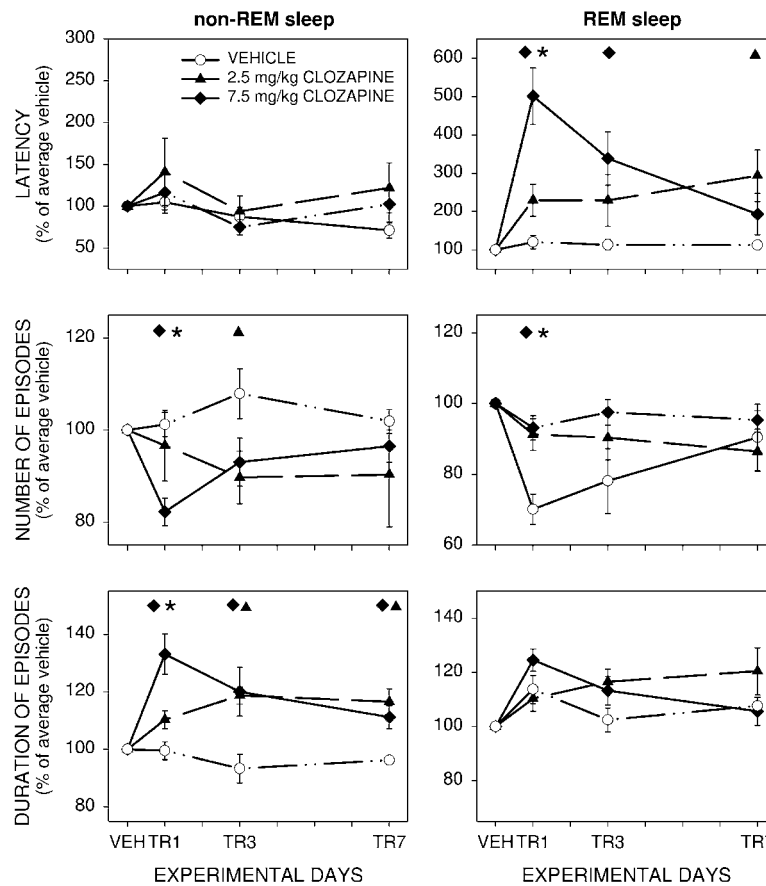 non-REM sleep
REM sleep
LATENCY
(% of average vehicle)
300
250
200
150
100
50
VEHICLE
2.5 mg/kg CLOZAPINE
7.5 mg/kg CLOZAPINE
600
500
400
300
200
100
*
NUMBER OF EPISODES
(% of average vehicle)
120
100
80
*
120
100
80
60
*
DURATION OF EPISODES
(% of average vehicle)
140
120
100
80
*
140
120
100
80
VEH TR1 TR3 TR7
VEH TR1 TR3 TR7
EXPERIMENTAL DAYS
EXPERIMENTAL DAYS